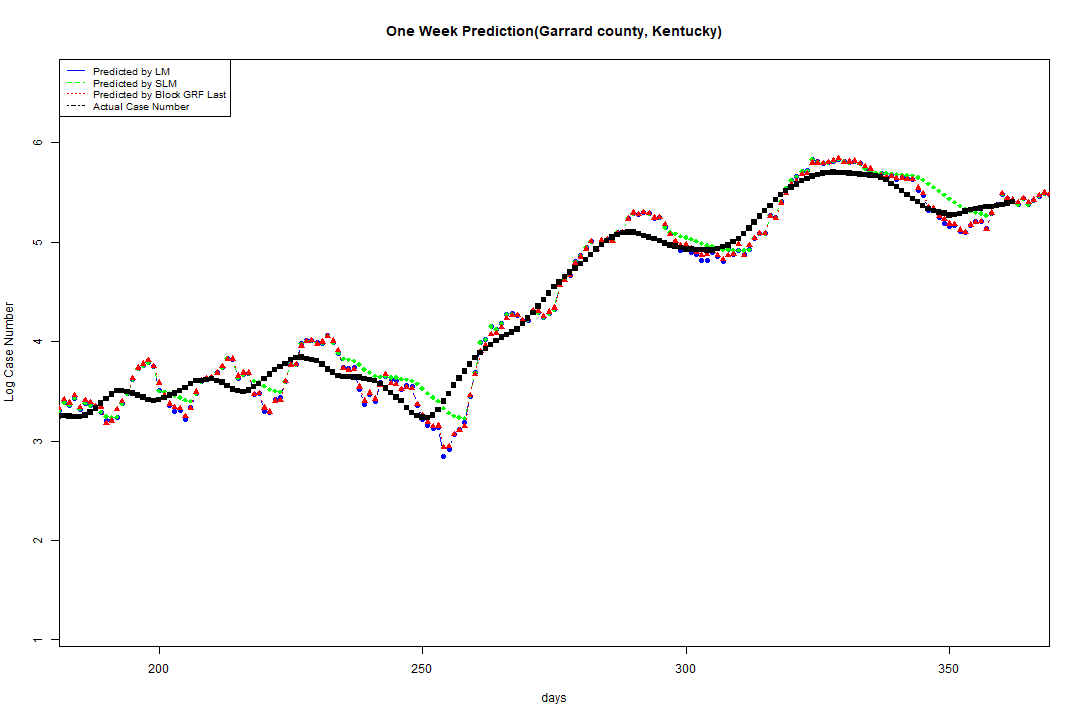 One Week Prediction(Garrard county, Kentucky)
Predicted by LM
Predicted by SLM
Predicted by Block GRF Last
Actual Case Number
6
5
4
3
2
1
Log Case Number
200 250 300 350
days